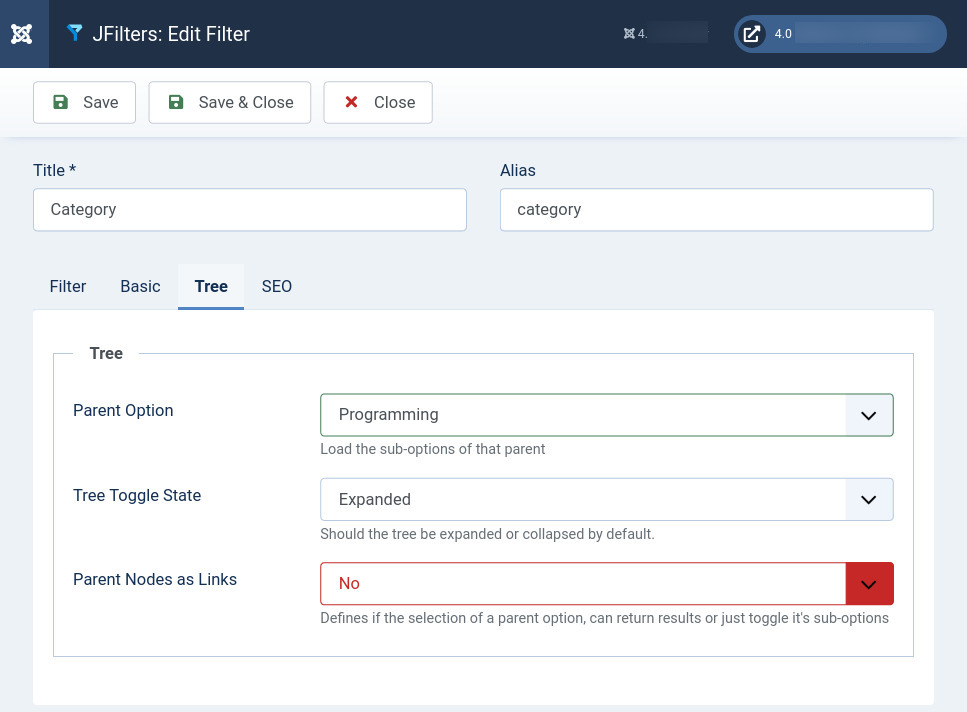 JFilters: Edit Filter
4.
4.0
Save
Save & Close
Close
Title *
Alias
Category
category
Filter
Basic
Tree
SEO
Tree
Parent Option
Programming
Load the sub-options of that parent
Tree Toggle State
Expanded
Should the tree be expanded or collapsed by default.
Parent Nodes as Links
No
Defines if the selection of a parent option, can return results or just toggle it's sub-options